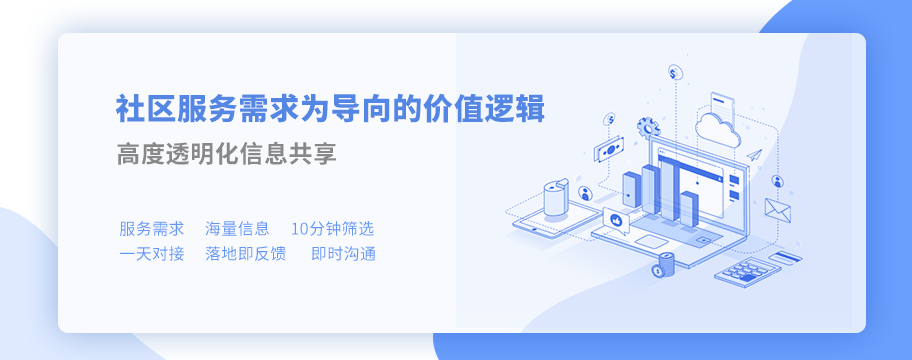 社区服务需求为导向的价值逻辑
高度透明化信息共享
服务需求 海量信息 10分钟筛选
一天对接 落地即反馈 即时沟通